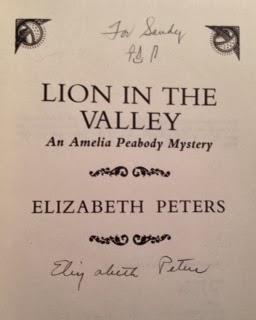 For Sandy
LION IN THE
VALLEY
An Amelia Peabody Mystery
ELIZABETH PETERS
Elizabeth Peters